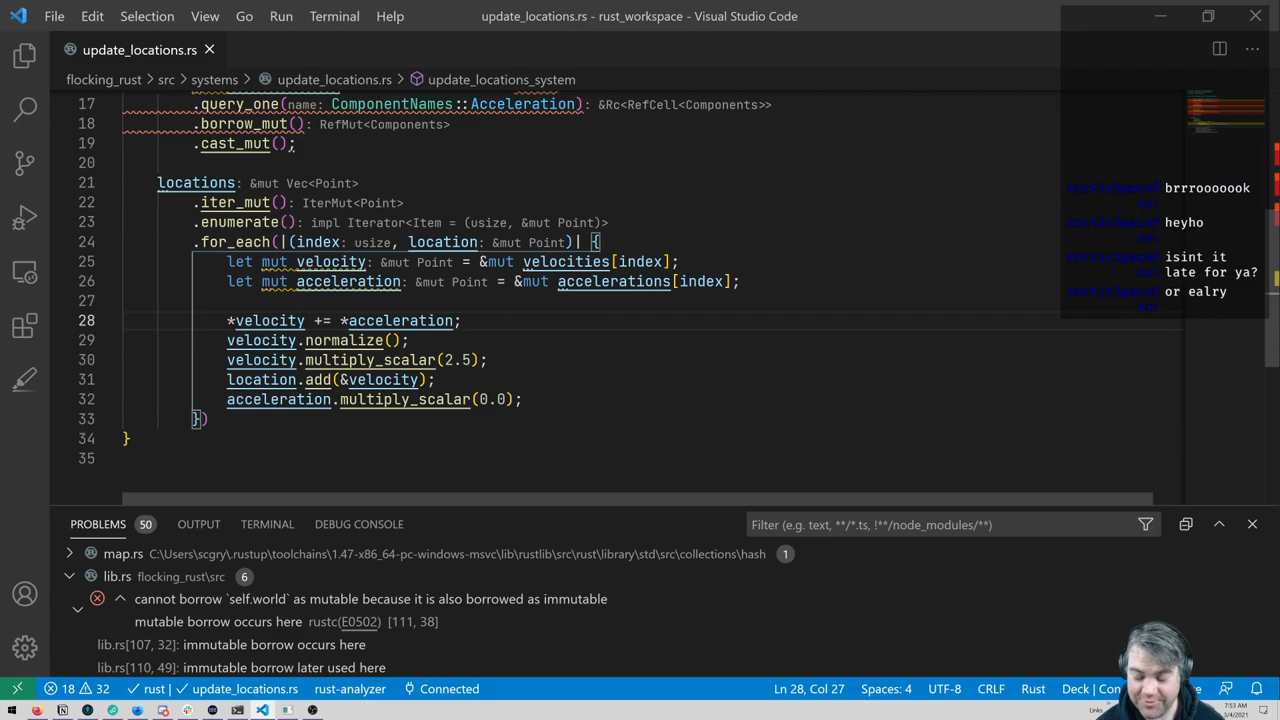 File Edit Selection View Go Run Terminal Help update_locations.rs - rust_workspace - Visual Studio Code
update_locations.rs
flocking_rust > src > systems > update_locations.rs > update_locations_system
17 .query_one(name: ComponentNames::Acceleration) &Rc<RefCell<Components>>
18 .borrow_mut() RefMut<Components>
19 .cast_mut();
20
21 locations: &mut Vec<Point>
22 .iter_mut() IterMut<Point>
23 .enumerate() impl Iterator<Item = (usize, &mut Point)>
24 .for_each(|(index: usize, location: &mut Point)| {
25 let mut velocity: &mut Point = &mut velocities[index];
26 let mut acceleration: &mut Point = &mut accelerations[index];
27
28 *velocity += *acceleration;
29 velocity.normalize();
30 velocity.multiply_scalar(2.5);
31 location.add(&velocity);
32 acceleration.multiply_scalar(0.0);
33 })
34 }
35
brrrooooook
heyho
isint it
late for ya?
or ealry
PROBLEMS 50 OUTPUT TERMINAL DEBUG CONSOLE Filter (e.g. text, **/*.ts, !**/node_modules/**)
map.rs C:\Users\scgry\.rustup\toolchains\1.47-x86_64-pc-windows-msvc\lib\rustlib\src\rust\library\std\src\collections\hash 1
lib.rs flocking_rust\src 6
cannot borrow `self.world` as mutable because it is also borrowed as immutable
mutable borrow occurs here rustc(E0502) [111, 38]
lib.rs[107, 32]: immutable borrow occurs here
lib.rs[110, 49]: immutable borrow later used here
18 32 rust | update_locations.rs rust-analyzer Connected Ln 28, Col 27 Spaces: 4 UTF-8 CRLF Rust Deck | Con
Links 7:53 AM
3/4/2021